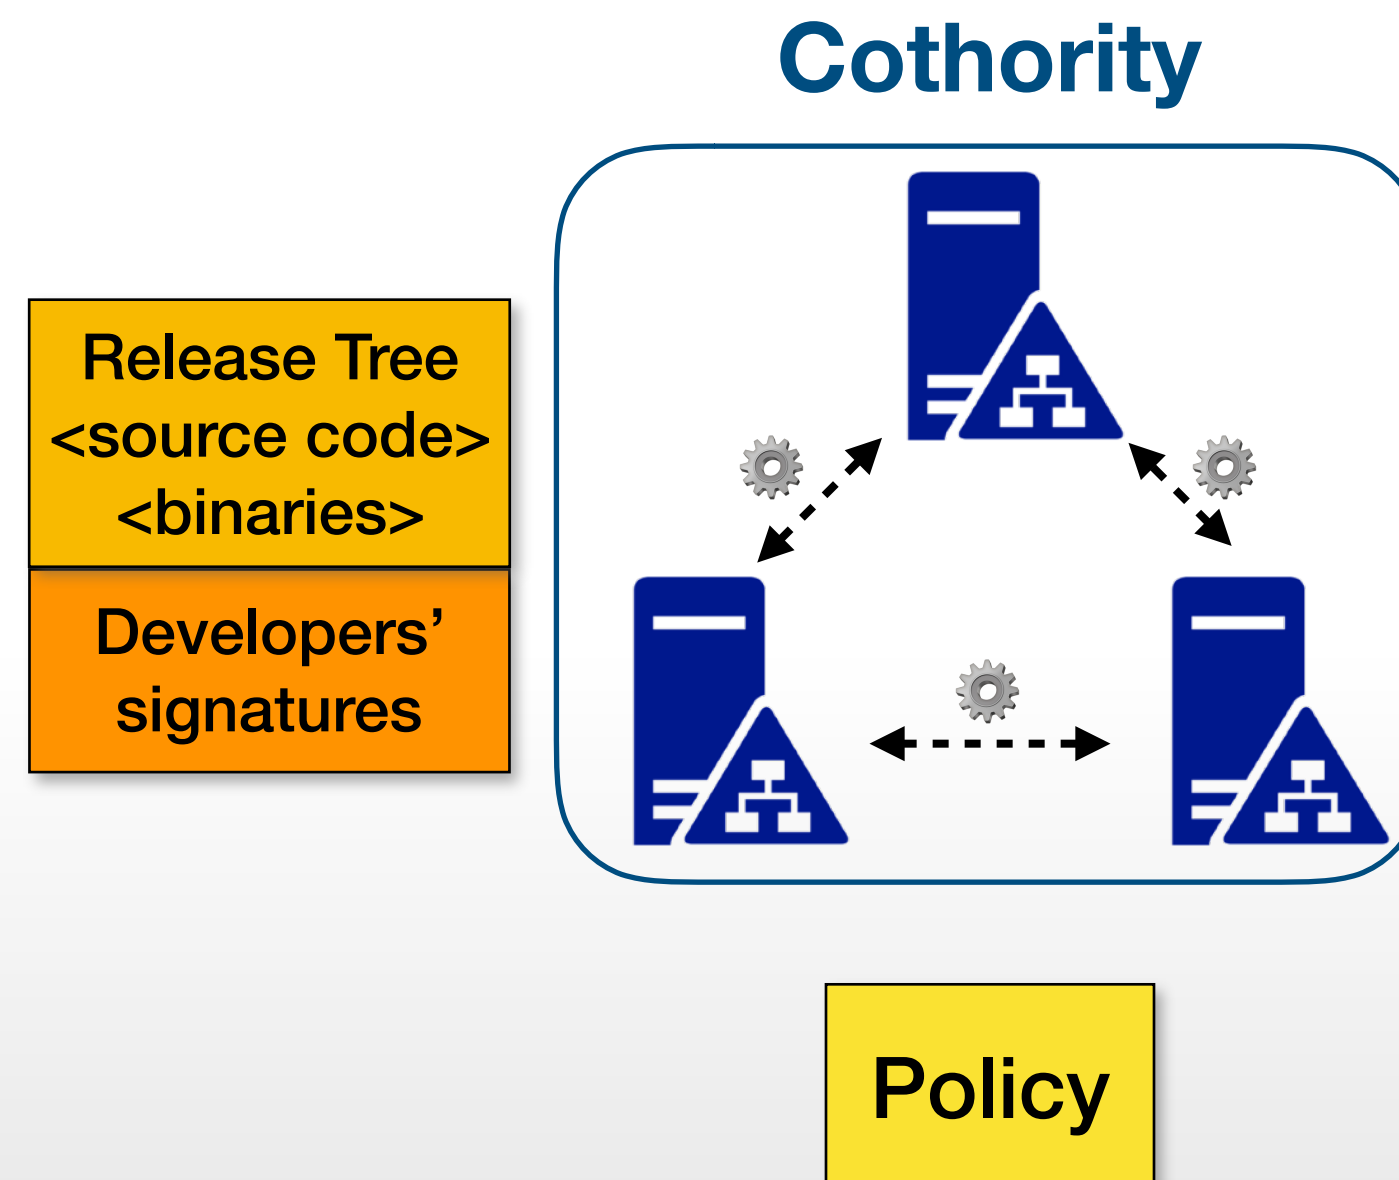 Cothority
Release Tree
<source code>
<binaries>
Developers’
signatures
Policy